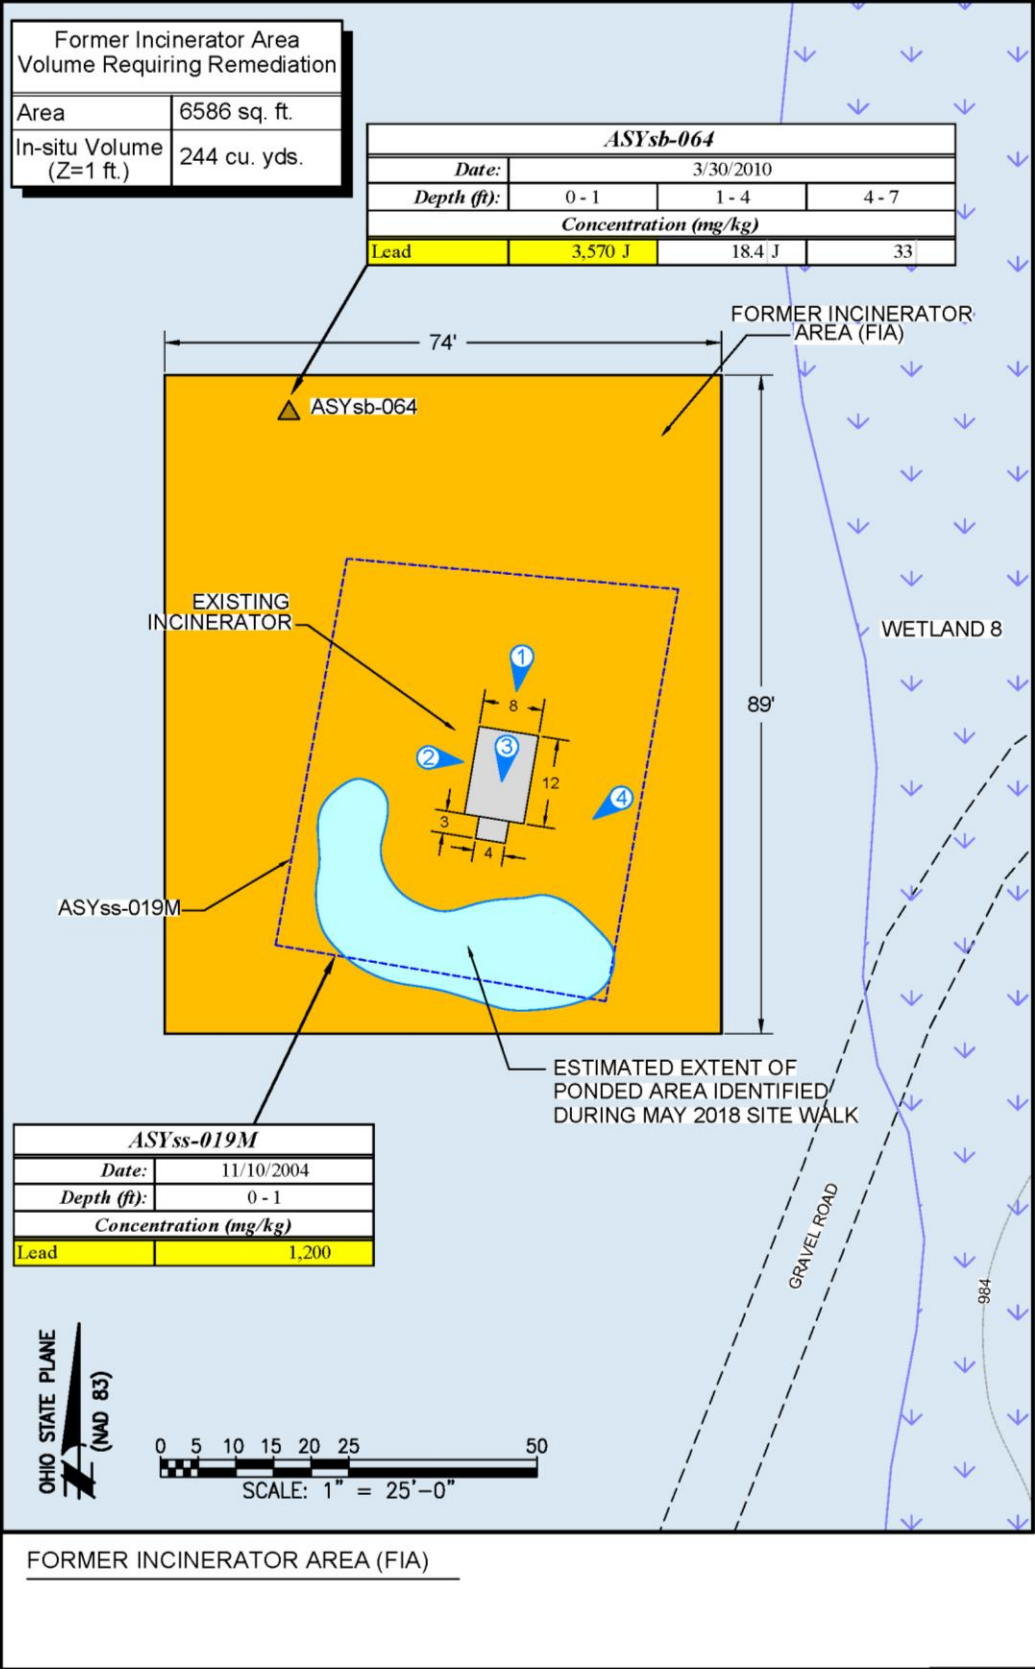 Former Incinerator Area
Volume Requiring Remediation
Area 6586 sq. ft.
In-situ Volume
(Z=1 ft.) 244 cu. yds.
ASYsb-064
Date: 3/30/2010
Depth (ft): 0 - 1 1 - 4 4 - 7
Concentration (mg/kg)
Lead 3,570 J 18.4 J 33
FORMER INCINERATOR
AREA (FIA)
74'
ASYsb-064
EXISTING
INCINERATOR
WETLAND 8
1
8
89'
2
3
12
4
3
4
ASYss-019M
ESTIMATED EXTENT OF
PONDED AREA IDENTIFIED
DURING MAY 2018 SITE WALK
ASYss-019M
Date: 11/10/2004
Depth (ft): 0 - 1
Concentration (mg/kg)
Lead 1,200
GRAVEL ROAD
984
OHIO STATE PLANE
(NAD 83)
0 5 10 15 20 25 50
SCALE: 1" = 25'-0"
FORMER INCINERATOR AREA (FIA)